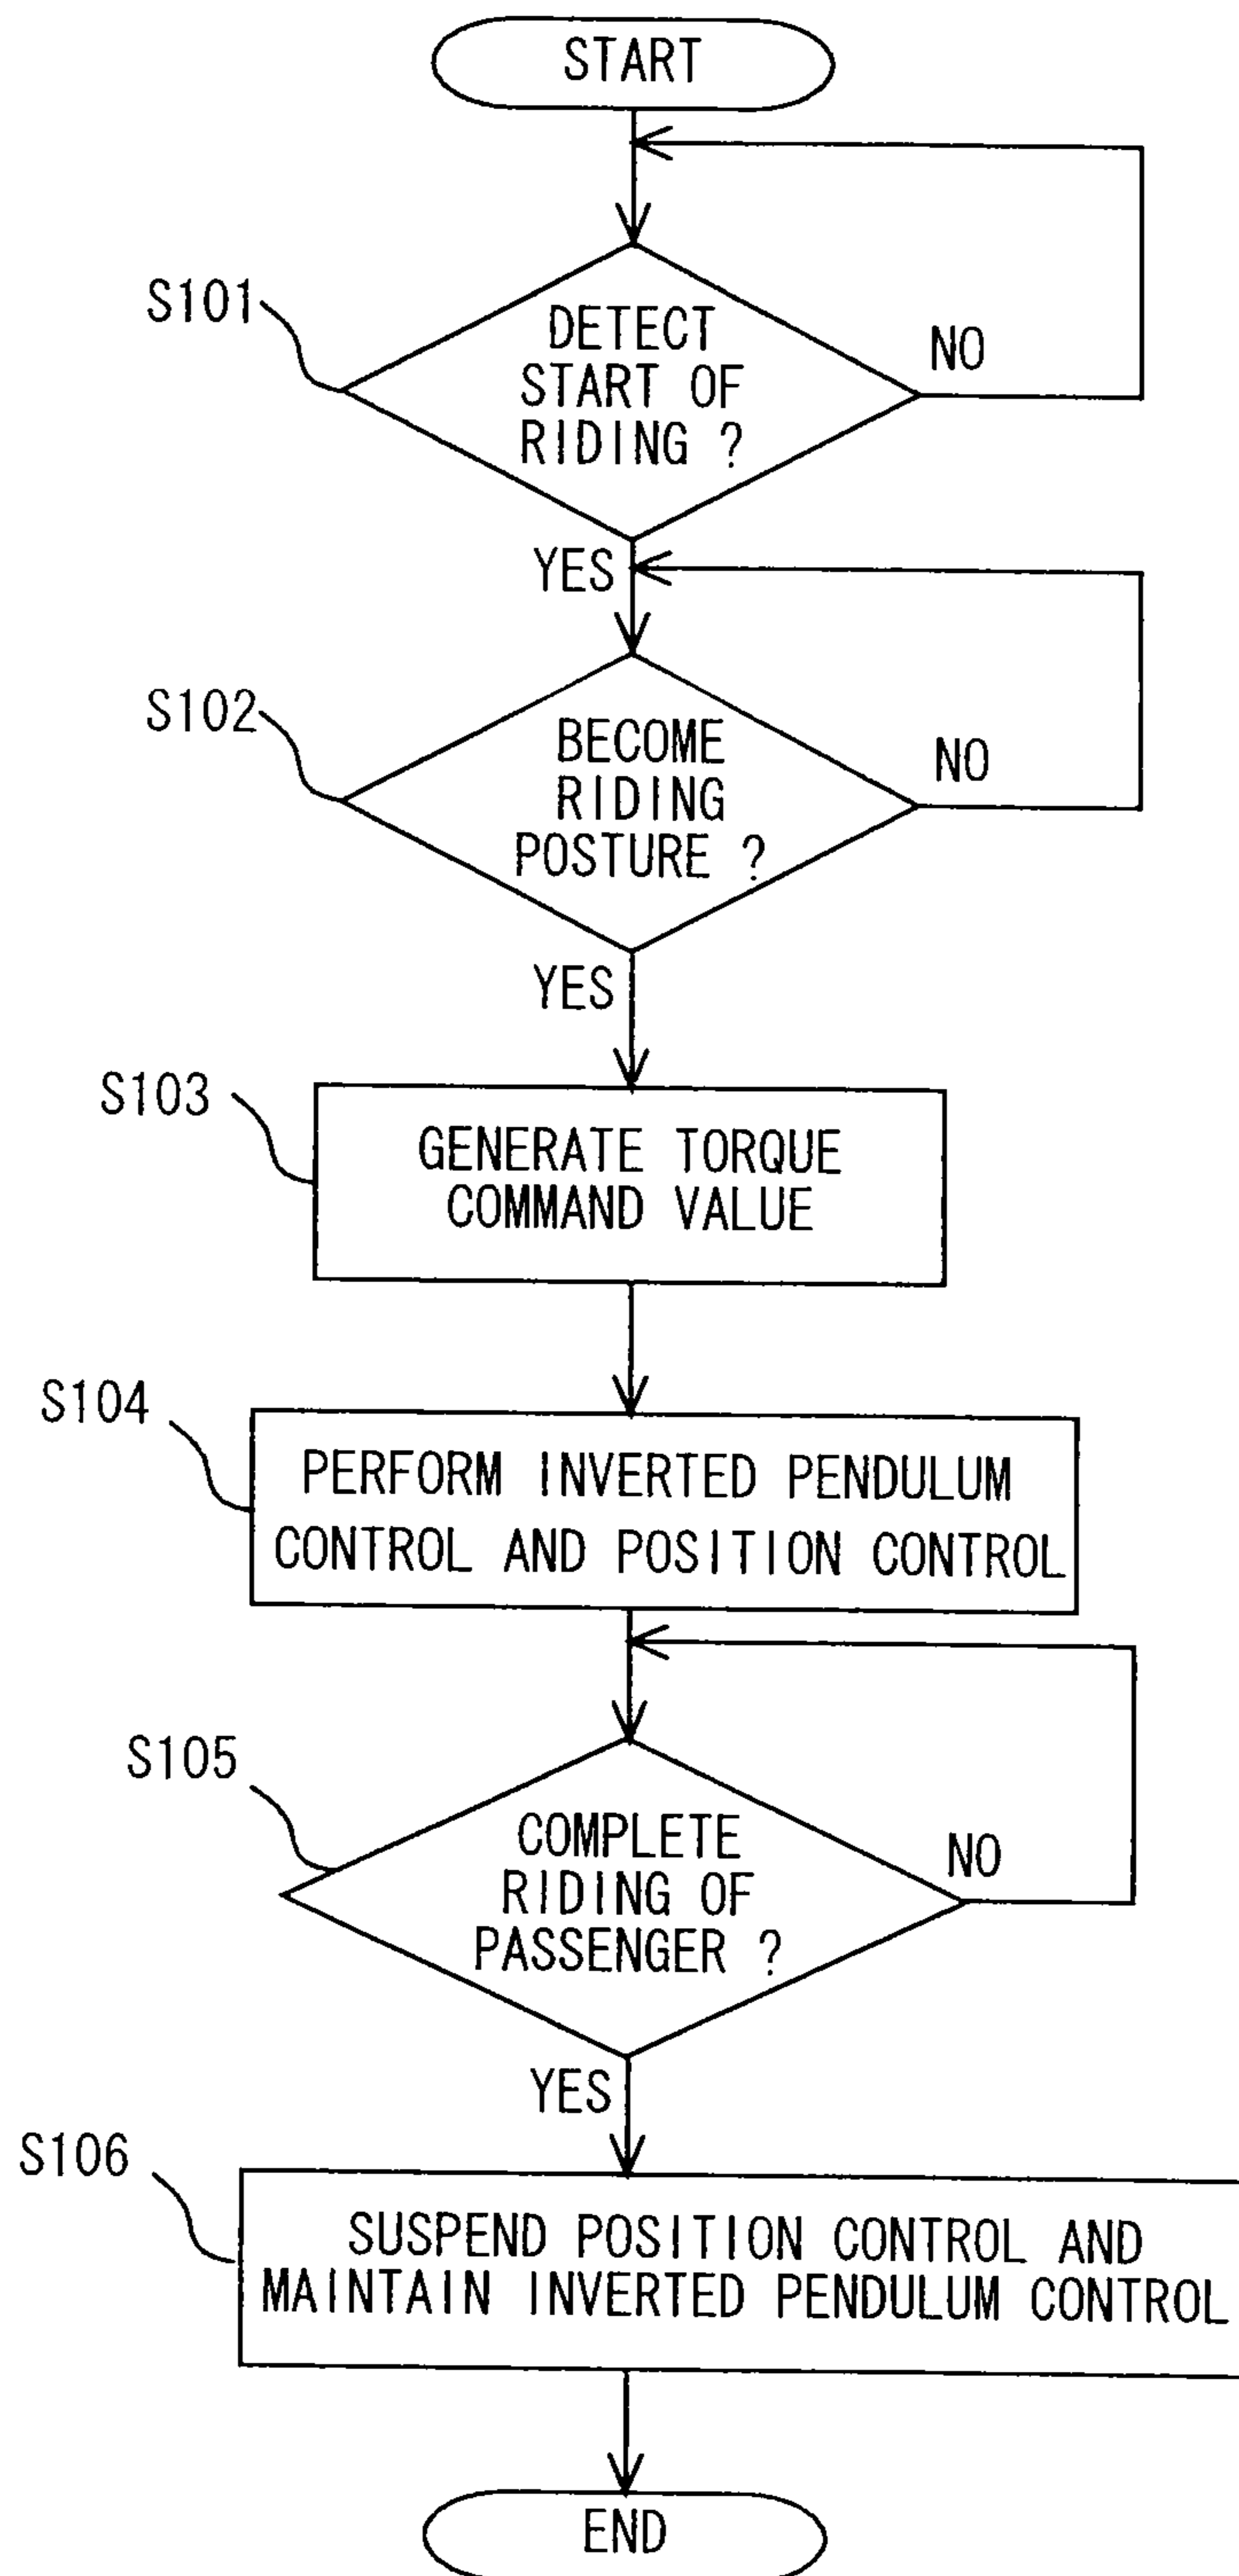 START
S101
DETECT
START OF
RIDING ?
NO
YES
S102
BECOME
RIDING
POSTURE ?
NO
YES
S103
GENERATE TORQUE
COMMAND VALUE
S104
PERFORM INVERTED PENDULUM
CONTROL AND POSITION CONTROL
S105
COMPLETE
RIDING OF
PASSENGER ?
NO
YES
S106
SUSPEND POSITION CONTROL AND
MAINTAIN INVERTED PENDULUM CONTROL
END